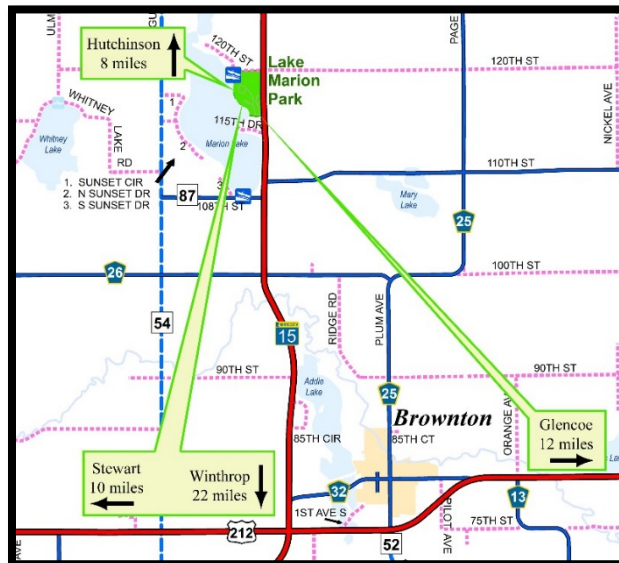 ULM
GU
PAGE
Hutchinson
8 miles
120TH ST
Lake
Marion
Park
120TH ST
WHITNEY
1
115TH DR
NICKEL AVE
Whitney
Lake
LAKE
RD
Marion Lake
2
110TH ST
1. SUNSET CIR
2. N SUNSET DR
3. S SUNSET DR
87
3
108TH ST
Mary
Lake
25
26
100TH ST
54
RIDGE RD
PLUM AVE
15
90TH ST
90TH ST
Addie
Lake
25
Brownton
ORANGE AV
Glencoe
12 miles
85TH CIR
85TH CT
Stewart
10 miles
Winthrop
22 miles
32
13
1ST AVE S
PILOT AVE
75TH ST
AVE
212
52